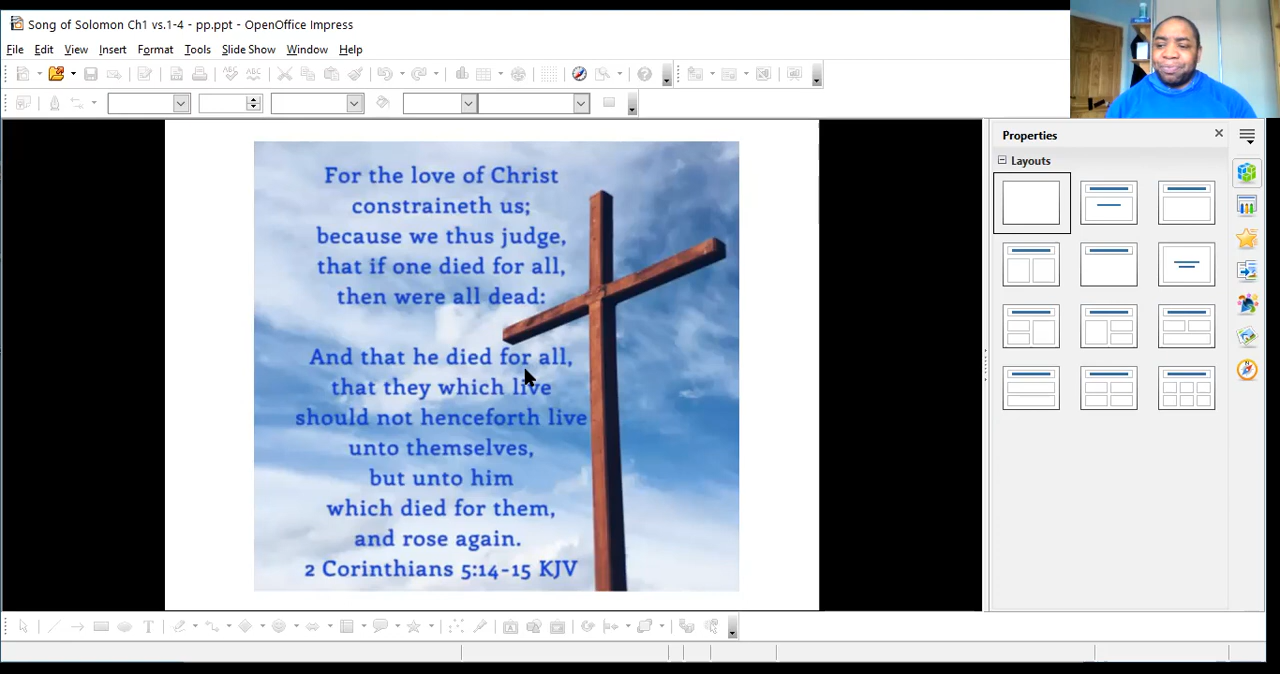 Song of Solomon Ch1 vs.1-4 - pp.ppt - OpenOffice Impress
File Edit View Insert Format Tools Slide Show Window Help
Properties
Layouts
For the love of Christ
constraineth us;
because we thus judge,
that if one died for all,
then were all dead:
And that he died for all,
that they which live
should not henceforth live
unto themselves,
but unto him
which died for them,
and rose again.
2 Corinthians 5:14-15 KJV